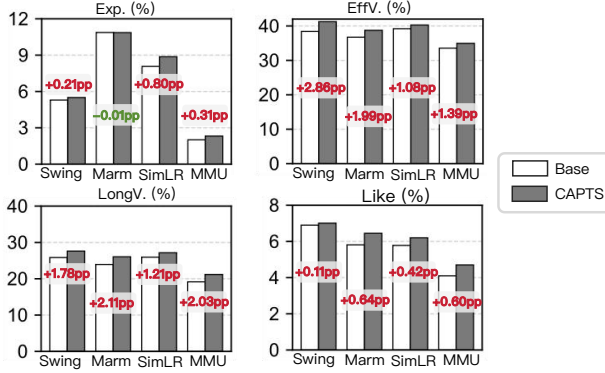 Exp. (%)
12
9
6
3
0
+0.21pp
-0.01pp
+0.80pp
+0.31pp
Swing Marm SimLR MMU
EffV. (%)
40
30
20
10
0
+2.86pp
+1.99pp
+1.08pp
+1.39pp
Swing Marm SimLR MMU
LongV. (%)
40
30
20
10
0
+1.78pp
+2.11pp
+1.21pp
+2.03pp
Swing Marm SimLR MMU
Like (%)
8
6
4
2
0
+0.11pp
+0.64pp
+0.42pp
+0.60pp
Swing Marm SimLR MMU
Base
CAPTS